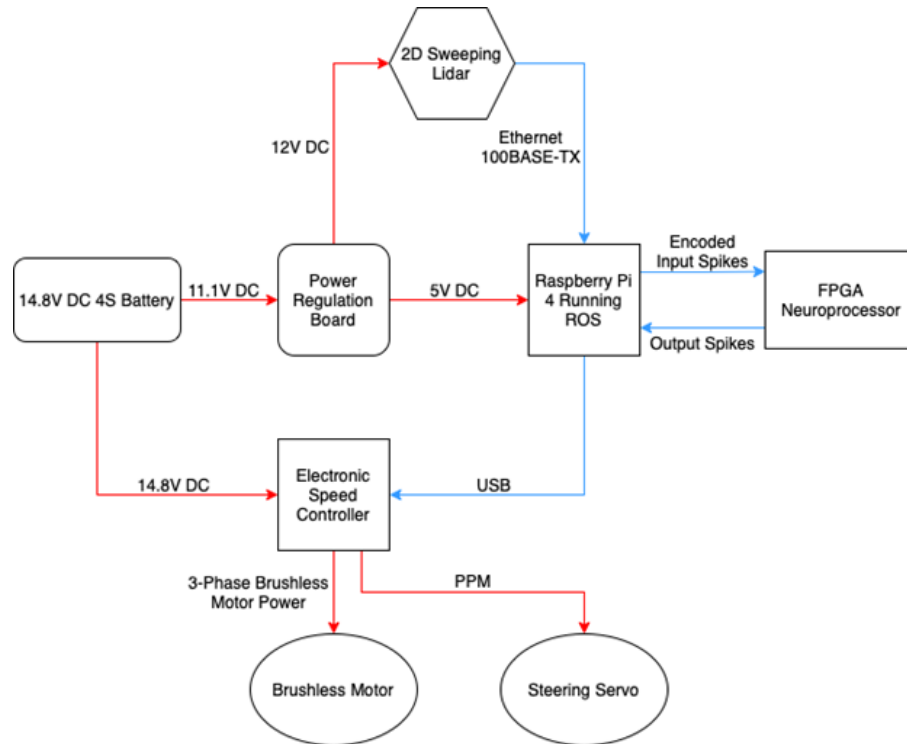 2D Sweeping
Lidar
12V DC
Ethernet
100BASE-TX
14.8V DC 4S Battery
11.1V DC
Power
Regulation
Board
5V DC
Raspberry Pi
4 Running
ROS
Encoded
Input Spikes
Output Spikes
FPGA
Neuroprocessor
14.8V DC
Electronic
Speed
Controller
USB
3-Phase Brushless
Motor Power
PPM
Brushless Motor
Steering Servo